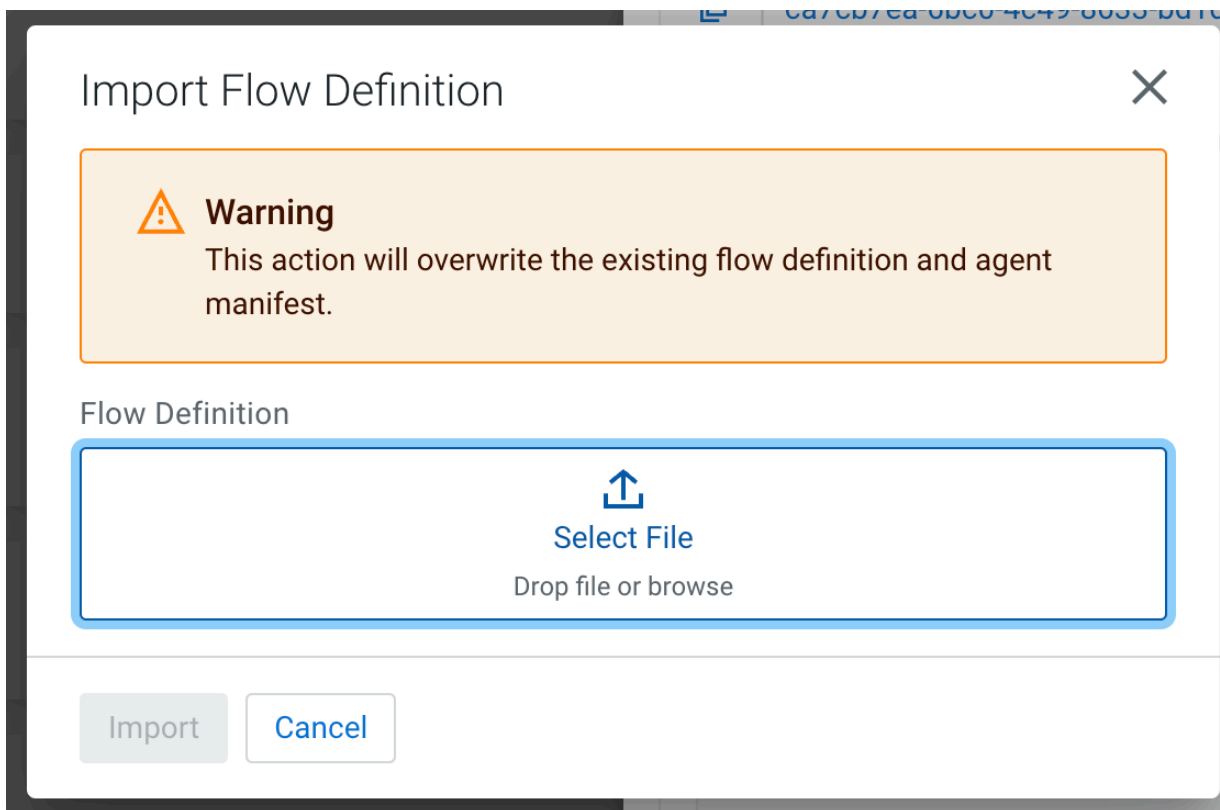 Import Flow Definition
Warning
This action will overwrite the existing flow definition and agent
manifest.
Flow Definition
Select File
Drop file or browse
Import
Cancel